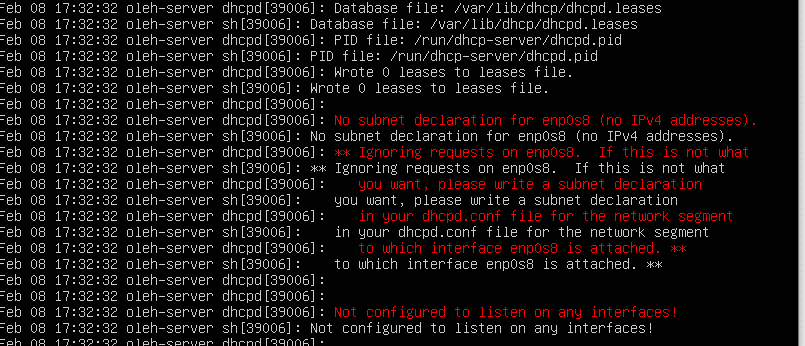 Feb 08 17:32:32 oleh-server dhcpd[39006]: Database file: /var/lib/dhcp/dhcpd.leases
Feb 08 17:32:32 oleh-server sh[39006]: Database file: /var/lib/dhcp/dhcpd.leases
Feb 08 17:32:32 oleh-server dhcpd[39006]: PID file: /run/dhcp-server/dhcpd.pid
Feb 08 17:32:32 oleh-server sh[39006]: PID file: /run/dhcp-server/dhcpd.pid
Feb 08 17:32:32 oleh-server dhcpd[39006]: Wrote 0 leases to leases file.
Feb 08 17:32:32 oleh-server sh[39006]: Wrote 0 leases to leases file.
Feb 08 17:32:32 oleh-server dhcpd[39006]:
Feb 08 17:32:32 oleh-server dhcpd[39006]: No subnet declaration for enp0s8 (no IPv4 addresses).
Feb 08 17:32:32 oleh-server sh[39006]: No subnet declaration for enp0s8 (no IPv4 addresses).
Feb 08 17:32:32 oleh-server dhcpd[39006]: ** Ignoring requests on enp0s8.  If this is not what
Feb 08 17:32:32 oleh-server sh[39006]: ** Ignoring requests on enp0s8.  If this is not what
Feb 08 17:32:32 oleh-server dhcpd[39006]:    you want, please write a subnet declaration
Feb 08 17:32:32 oleh-server sh[39006]:    you want, please write a subnet declaration
Feb 08 17:32:32 oleh-server dhcpd[39006]:    in your dhcpd.conf file for the network segment
Feb 08 17:32:32 oleh-server sh[39006]:    in your dhcpd.conf file for the network segment
Feb 08 17:32:32 oleh-server dhcpd[39006]:    to which interface enp0s8 is attached. **
Feb 08 17:32:32 oleh-server sh[39006]:    to which interface enp0s8 is attached. **
Feb 08 17:32:32 oleh-server dhcpd[39006]:
Feb 08 17:32:32 oleh-server dhcpd[39006]:
Feb 08 17:32:32 oleh-server dhcpd[39006]: Not configured to listen on any interfaces!
Feb 08 17:32:32 oleh-server sh[39006]: Not configured to listen on any interfaces!
Feb 08 17:32:32 oleh-server dhcpd[39006]: